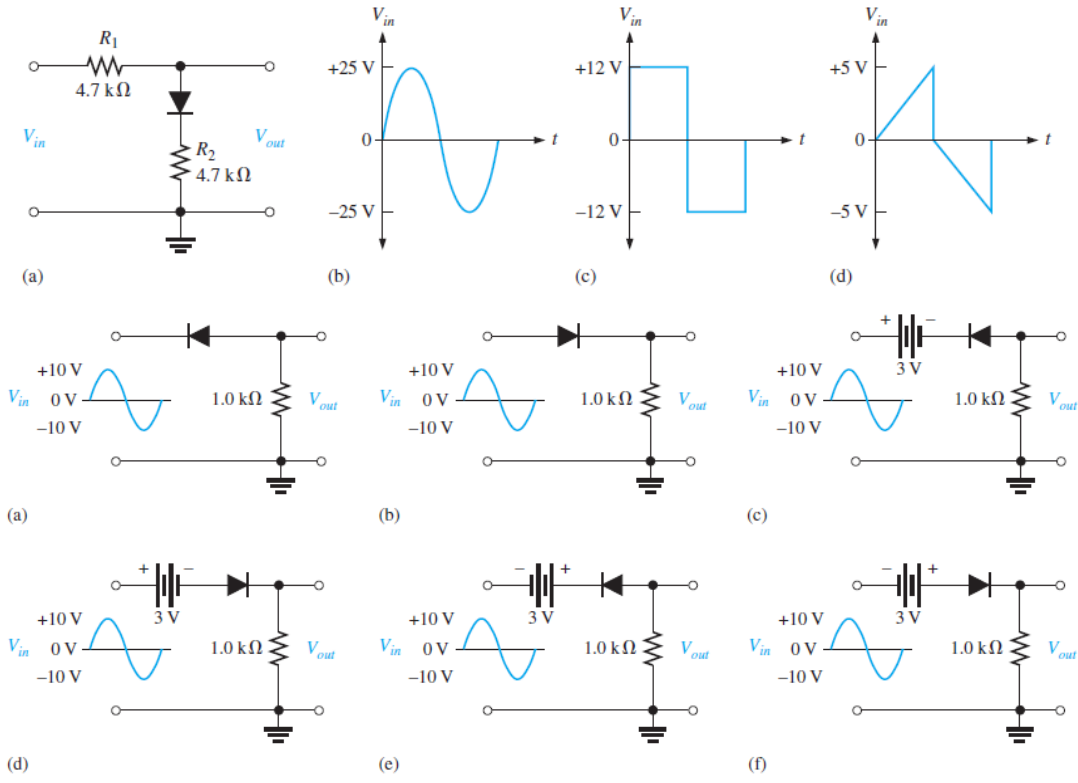 R1
4.7 kΩ
Vin
Vout
R2
4.7 kΩ
(a)
Vin
+25 V
0
t
−25 V
(b)
Vin
+12 V
0
t
−12 V
(c)
Vin
+5 V
0
t
−5 V
(d)
+10 V
Vin 0 V
−10 V
1.0 kΩ
Vout
(a)
+10 V
Vin 0 V
−10 V
1.0 kΩ
Vout
(b)
+ −
3 V
+10 V
Vin 0 V
−10 V
1.0 kΩ
Vout
(c)
+ −
3 V
+10 V
Vin 0 V
−10 V
1.0 kΩ
Vout
(d)
− +
3 V
+10 V
Vin 0 V
−10 V
1.0 kΩ
Vout
(e)
− +
3 V
+10 V
Vin 0 V
−10 V
1.0 kΩ
Vout
(f)